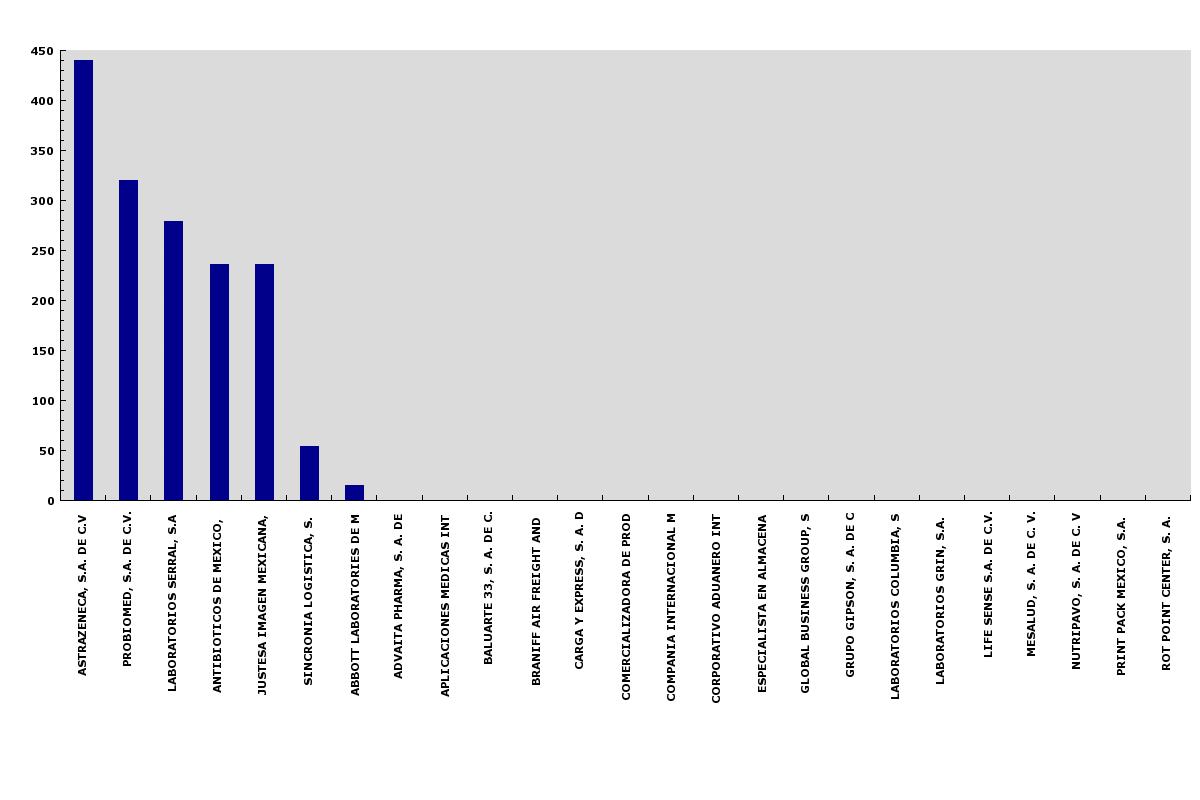 450
400
350
300
250
200
150
100
50
0
ASTRAZENECA, S.A. DE C.V
PROBIOMED, S.A. DE C.V.
LABORATORIOS SERRAL, S.A
ANTIBIOTICOS DE MEXICO,
JUSTESA IMAGEN MEXICANA,
SINCRONIA LOGISTICA, S.
ABBOTT LABORATORIES DE M
ADVAITA PHARMA, S. A. DE
APLICACIONES MEDICAS INT
BALUARTE 33, S. A. DE C.
BRANIFF AIR FREIGHT AND
CARGA Y EXPRESS, S. A. D
COMERCIALIZADORA DE PROD
COMPANIA INTERNACIONAL M
CORPORATIVO ADUANERO INT
ESPECIALISTA EN ALMACENA
GLOBAL BUSINESS GROUP, S
GRUPO GIPSON, S. A. DE C
LABORATORIOS COLUMBIA, S
LABORATORIOS GRIN, S.A.
LIFE SENSE S.A. DE C.V.
MESALUD, S. A. DE C. V.
NUTRIPAVO, S. A. DE C. V
PRINT PACK MEXICO, S.A.
ROT POINT CENTER, S. A.